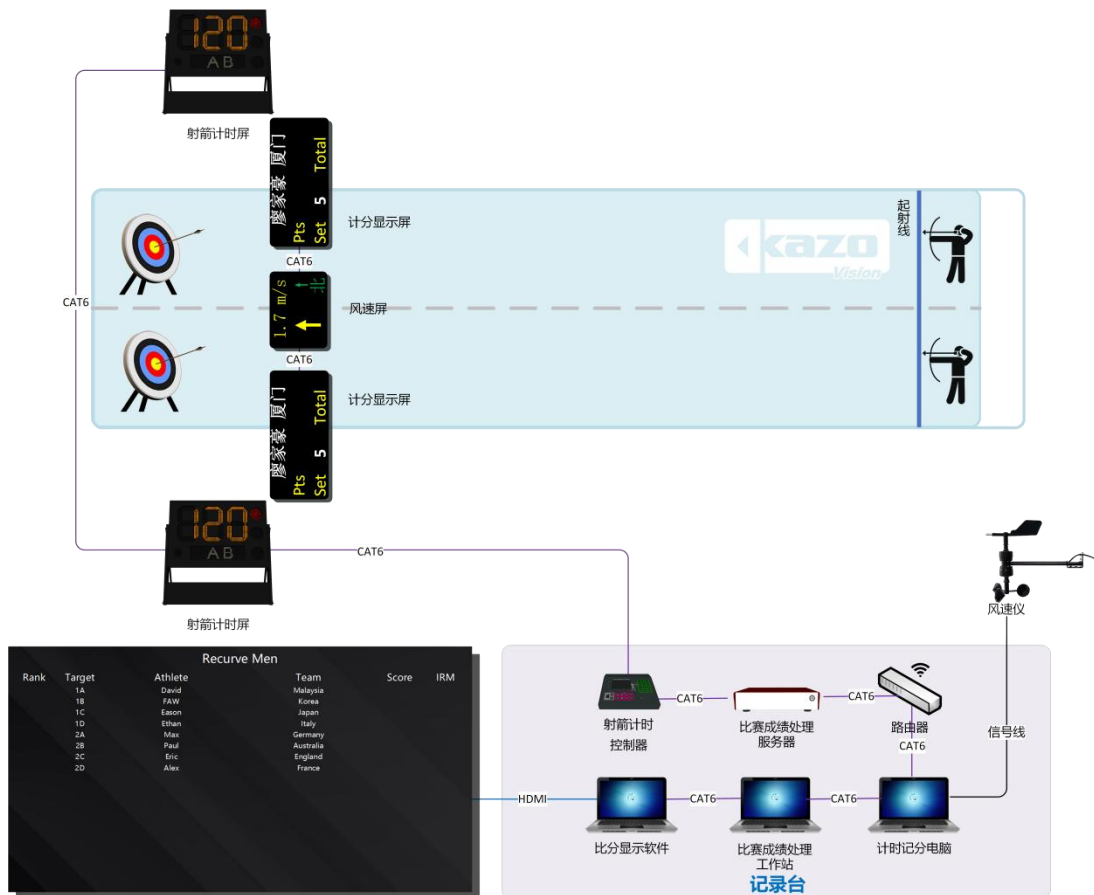 120
AB
射箭计时屏
廖家豪 厦门
Pts Total
Set 5
计分显示屏
CAT6
1.7 m/s
北
风速屏
CAT6
CAT6
廖家豪 厦门
Pts Total
Set 5
计分显示屏
起射线
kazo
Vision
120
AB
射箭计时屏
CAT6
风速仪
Recurve Men
Rank Target Athlete Team Score IRM
1A David Malaysia
1B FAW Korea
1C Eason Japan
1D Ethan Italy
2A Max Germany
2B Paul Australia
2C Eric England
2D Alex France
射箭计时
控制器
CAT6
比赛成绩处理
服务器
CAT6
路由器
CAT6
信号线
HDMI
比分显示软件
CAT6
比赛成绩处理
工作站
CAT6
计时记分电脑
记录台